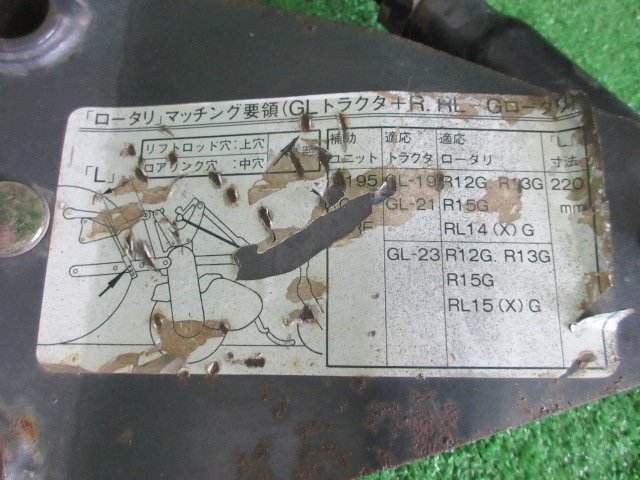 「ロータリ」マッチング要領(GLトラクタ+R. RL-Gロータリ)
リフトロッド穴:上穴
ロアリンク穴:中穴
「L」
補助 適応 適応 「L」
ユニット トラクタ ロータリ 寸法
195 GL-19 R12G. R13G 220
GL-21 R15G mm
RL14(X)G
GL-23 R12G. R13G
R15G
RL15(X)G